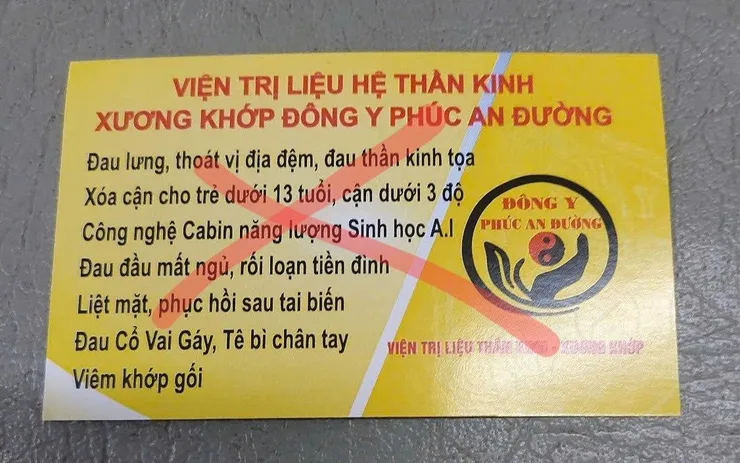 VIỆN TRỊ LIỆU HỆ THẦN KINH
XƯƠNG KHỚP ĐÔNG Y PHÚC AN ĐƯỜNG
Đau lưng, thoát vị địa đệm, đau thần kinh tọa
Xóa cận cho trẻ dưới 13 tuổi, cận dưới 3 độ
Công nghệ Cabin năng lượng Sinh học A.I
Đau đầu mất ngủ, rối loạn tiền đình
Liệt mặt, phục hồi sau tai biến
Đau Cổ Vai Gáy, Tê bì chân tay
Viêm khớp gối
ĐÔNG Y
PHÚC AN ĐƯỜNG
VIỆN TRỊ LIỆU THẦN KINH - XƯƠNG KHỚP